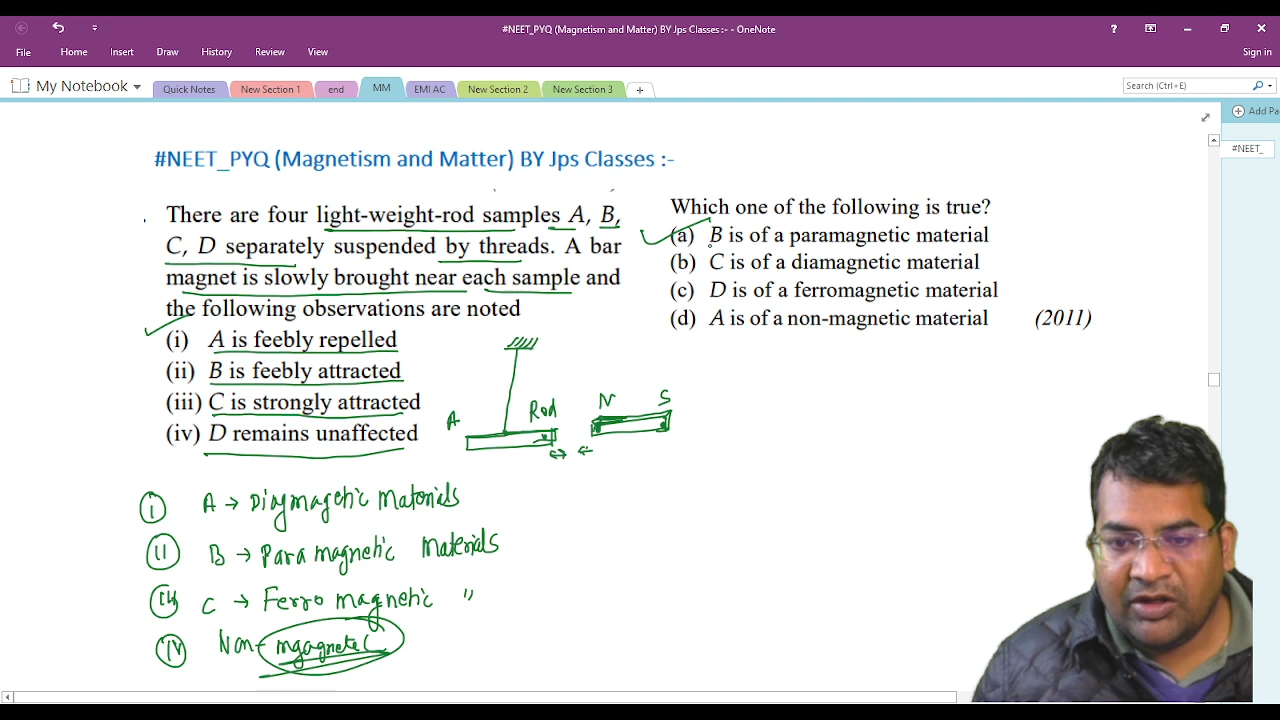 #NEET_PYQ (Magnetism and Matter) BY Jps Classes :- - OneNote
File Home Insert Draw History Review View
Sign in
My Notebook
Quick Notes New Section 1 end MM EMI AC New Section 2 New Section 3 +
Search (Ctrl+E)
Add Pa
#NEET_
#NEET_PYQ (Magnetism and Matter) BY Jps Classes :-
There are four light-weight-rod samples A, B,
C, D separately suspended by threads. A bar
magnet is slowly brought near each sample and
the following observations are noted
(i) A is feebly repelled
(ii) B is feebly attracted
(iii) C is strongly attracted
(iv) D remains unaffected
Which one of the following is true?
(a) B is of a paramagnetic material
(b) C is of a diamagnetic material
(c) D is of a ferromagnetic material
(d) A is of a non-magnetic material (2011)
A Rod N S
(i) A → Diagmagetic Materials
(ii) B → Para magnetic Materials
(iii) C → Ferro magnetic "
(iv) Non-